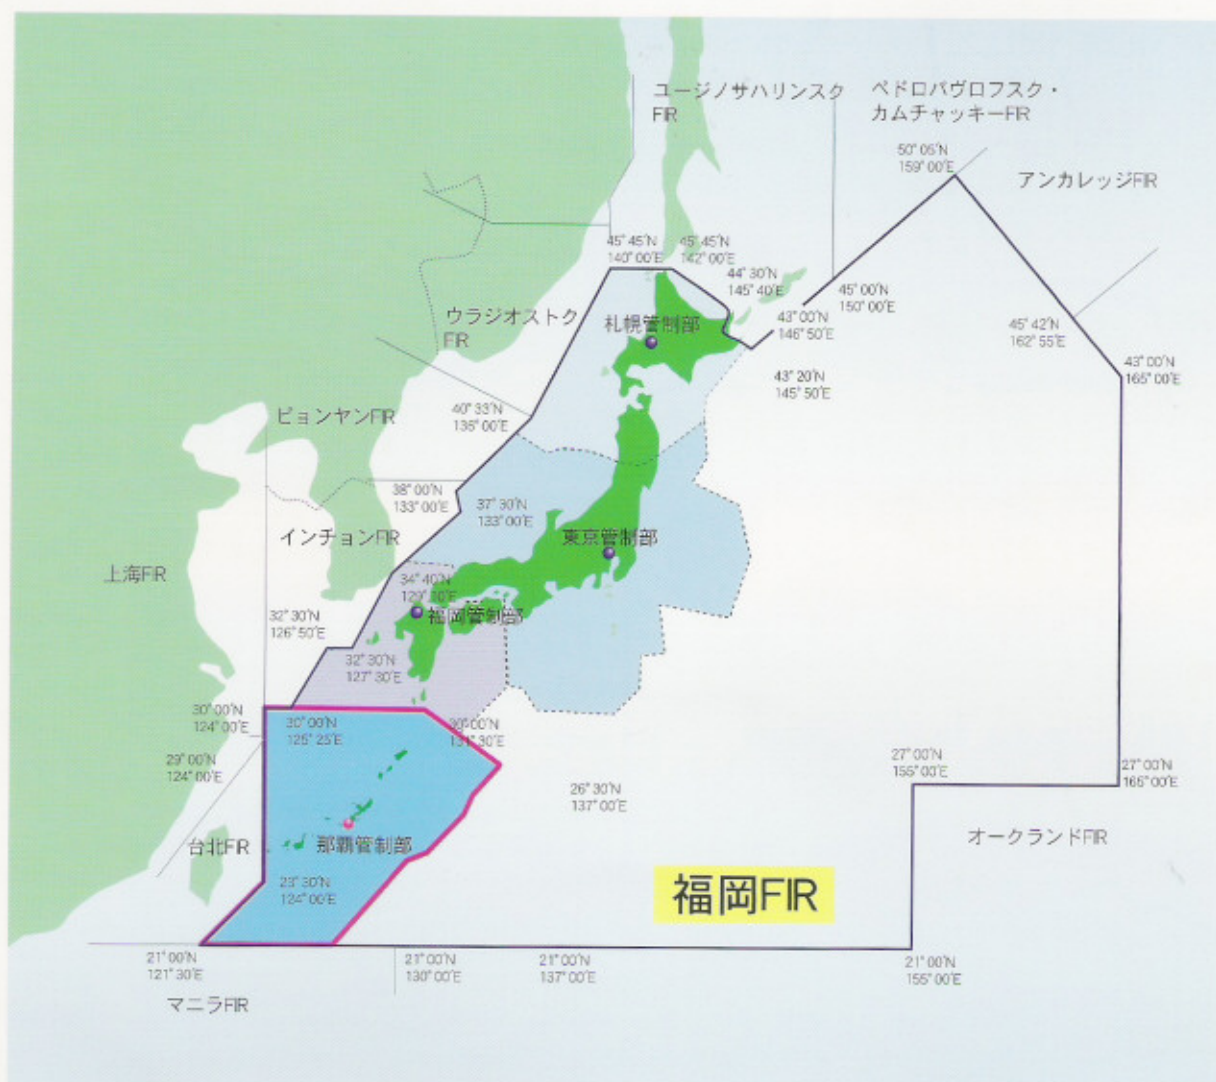 ユージノサハリンスク
FIR
ペドロパヴロフスク・
カムチャッキーFIR
50° 05'N
159° 00'E
アンカレッジFIR
45° 45'N
140° 00'E
45° 45'N
142° 00'E
44° 30'N
145° 40'E
45° 00'N
150° 00'E
43° 00'N
146° 50'E
45° 42'N
162° 55'E
43° 00'N
165° 00'E
43° 20'N
145° 50'E
ウラジオストク
FIR
札幌管制部
ピョンヤンFIR
40° 33'N
136° 00'E
38° 00'N
133° 00'E
37° 30'N
133° 00'E
インチョンFIR
東京管制部
上海FIR
34° 40'N
129° 10'E
福岡管制部
32° 30'N
126° 50'E
32° 30'N
127° 30'E
30° 00'N
124° 00'E
30° 00'N
125° 25'E
30° 00'N
131° 30'E
29° 00'N
124° 00'E
27° 00'N
155° 00'E
27° 00'N
165° 00'E
26° 30'N
137° 00'E
台北FIR
那覇管制部
オークランドFIR
23° 30'N
124° 00'E
福岡FIR
21° 00'N
121° 30'E
21° 00'N
130° 00'E
21° 00'N
137° 00'E
21° 00'N
155° 00'E
マニラFIR